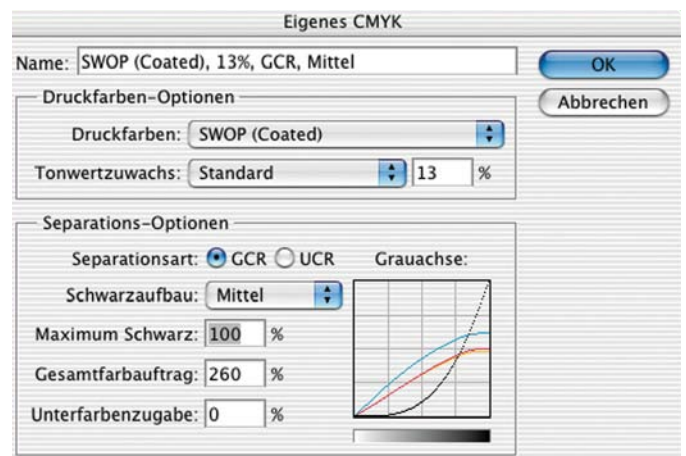 Eigenes CMYK
Name: SWOP (Coated), 13%, GCR, Mittel
OK
Abbrechen
Druckfarben-Optionen
Druckfarben: SWOP (Coated)
Tonwertzuwachs: Standard 13 %
Separations-Optionen
Separationsart: GCR UCR Grauachse:
Schwarzaufbau: Mittel
Maximum Schwarz: 100 %
Gesamtfarbauftrag: 260 %
Unterfarbenzugabe: 0 %